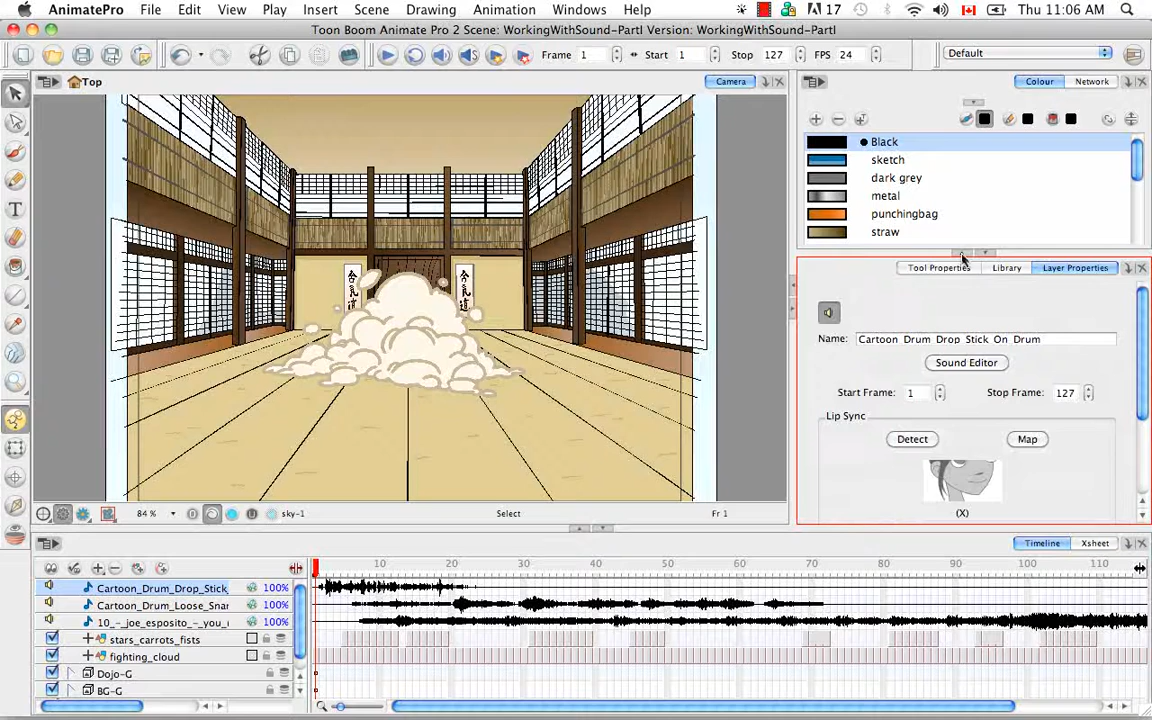 AnimatePro File Edit View Play Insert Scene Drawing Animation Windows Help 17 Thu 11:06 AM
Toon Boom Animate Pro 2 Scene: WorkingWithSound-PartI Version: WorkingWithSound-PartI
Frame 1 Start 1 Stop 127 FPS 24 Default
Top Camera Colour Network
Black
sketch
dark grey
metal
punchingbag
straw
Tool Properties Library Layer Properties
Name: Cartoon Drum Drop Stick On Drum
Sound Editor
Start Frame: 1 Stop Frame: 127
Lip Sync
Detect Map
(X)
84 % sky-1 Select Fr 1
Timeline Xsheet
10 20 30 40 50 60 70 80 90 100 110
Cartoon_Drum_Drop_Stick_ 100%
Cartoon_Drum_Loose_Snar 100%
10_-_joe_esposito_-_you_ 100%
stars_carrots_fists
fighting_cloud
Dojo-G
BG-G